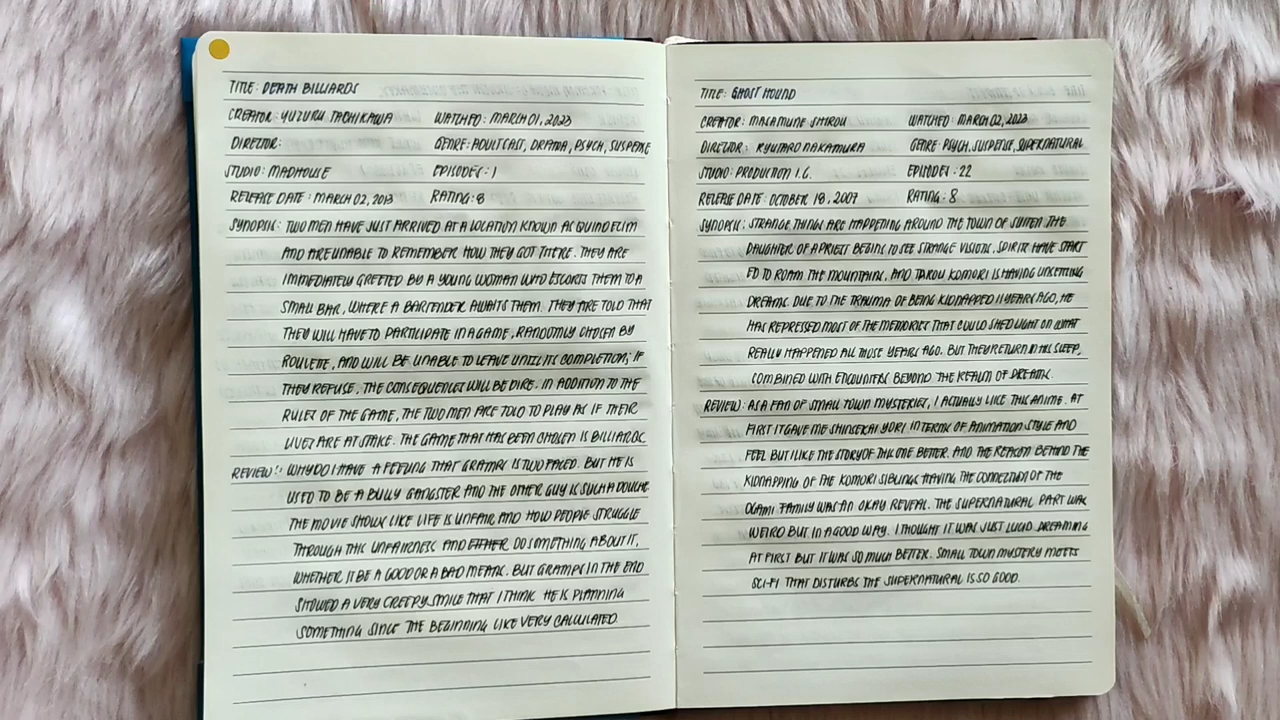 TITLE: DEATH BILLIARDS
CREATOR: YUZURU TACHIKAWA WATCHED: MARCH 01, 2023
DIRECTOR: GENRE: ADULT CAST, DRAMA, PSYCH, SUSPENSE
STUDIO: MADHOUSE EPISODES: 1
RELEASE DATE: MARCH 02, 2013 RATING: 8
SYNOPSIS: TWO MEN HAVE JUST ARRIVED AT A LOCATION KNOWN AS QUINDECIM
AND ARE UNABLE TO REMEMBER HOW THEY GOT THERE. THEY ARE
IMMEDIATELY GREETED BY A YOUNG WOMAN WHO ESCORTS THEM TO A
SMALL BAR, WHERE A BARTENDER AWAITS THEM. THEY ARE TOLD THAT
THEY WILL HAVE TO PARTICIPATE IN A GAME, RANDOMLY CHOSEN BY
ROULETTE, AND WILL BE UNABLE TO LEAVE UNTIL ITS COMPLETION; IF
THEY REFUSE, THE CONSEQUENCES WILL BE DIRE. IN ADDITION TO THE
RULES OF THE GAME, THE TWO MEN ARE TOLD TO PLAY AS IF THEIR
LIVES ARE AT STAKE. THE GAME THAT HAS BEEN CHOSEN IS BILLIARDS.
REVIEW: WHY DO I HAVE A FEELING THAT GRAMPS IS TWO FACED. BUT HE IS
USED TO BE A BULLY GANGSTER AND THE OTHER GUY IS SUCH A DOUCHE
THE MOVIE SHOWS LIKE LIFE IS UNFAIR AND HOW PEOPLE STRUGGLE
THROUGH THIS UNFAIRNESS AND EITHER DO SOMETHING ABOUT IT,
WHETHER IT BE A GOOD OR A BAD MEANS. BUT GRAMPS IN THE END
SHOWED A VERY CREEPY SMILE THAT I THINK HE IS PLANNING
SOMETHING SINCE THE BEGINNING LIKE VERY CALCULATED.
TITLE: GHOST HOUND
CREATOR: MASAMUNE SHIROU WATCHED: MARCH 02, 2023
DIRECTOR: RYUTARO NAKAMURA GENRE: PSYCH, SUSPENSE, SUPERNATURAL
STUDIO: PRODUCTION I.G. EPISODES: 22
RELEASE DATE: OCTOBER 18, 2007 RATING: 8
SYNOPSIS: STRANGE THINGS ARE HAPPENING AROUND THE TOWN OF SUITEN. THE
DAUGHTER OF A PRIEST BEGINS TO SEE STRANGE VISIONS. SPIRITS HAVE START
ED TO ROAM THE MOUNTAINS, AND TAROU KOMORI IS HAVING UNSETTLING
DREAMS. DUE TO THE TRAUMA OF BEING KIDNAPPED 11 YEARS AGO, HE
HAS REPRESSED MOST OF THE MEMORIES THAT COULD SHED LIGHT ON WHAT
REALLY HAPPENED ALL THOSE YEARS AGO. BUT THEY RETURN IN HIS SLEEP,
COMBINED WITH ENCOUNTERS BEYOND THE REALM OF DREAMS.
REVIEW: AS A FAN OF SMALL TOWN MYSTERIES, I ACTUALLY LIKE THIS ANIME. AT
FIRST IT GAVE ME SHINSEKAI YORI IN TERMS OF ANIMATION STYLE AND
FEEL BUT I LIKE THE STORY OF THIS ONE BETTER. AND THE REASON BEHIND THE
KIDNAPPING OF THE KOMORI SIBLINGS HAVING THE CONNECTION OF THE
OGAMI FAMILY WAS AN OKAY REVEAL. THE SUPERNATURAL PART WAS
WEIRD BUT IN A GOOD WAY. I THOUGHT IT WAS JUST LUCID DREAMING
AT FIRST BUT IT WAS SO MUCH BETTER. SMALL TOWN MYSTERY MEETS
SCI-FI THAT DISTURBS THE SUPERNATURAL IS SO GOOD.